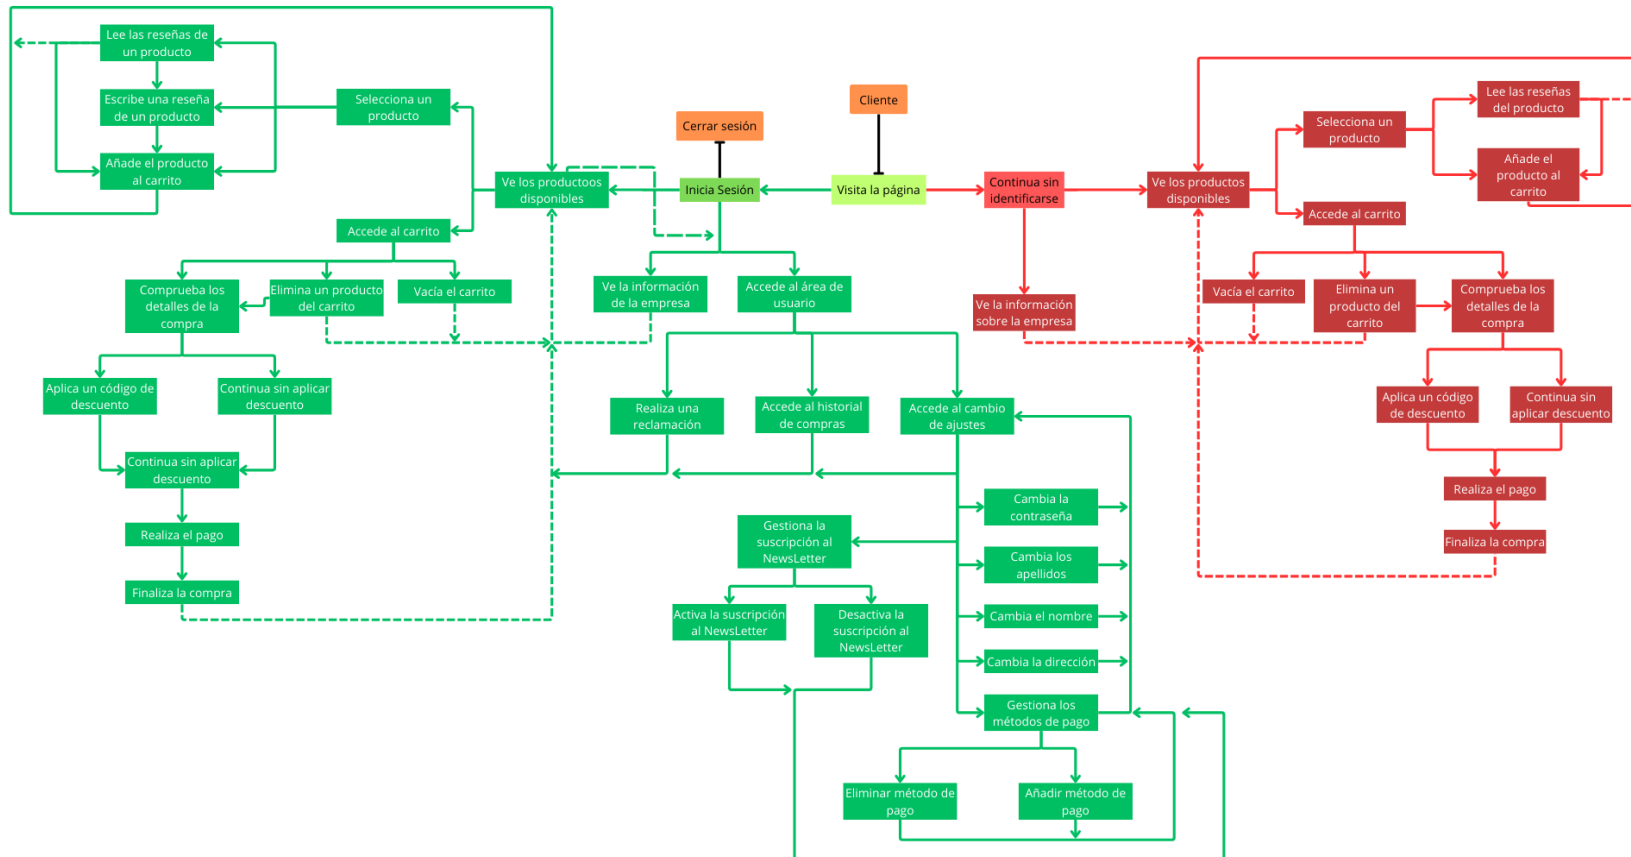 Lee las reseñas de
un producto
Escribe una reseña
de un producto
Añade el producto
al carrito
Selecciona un
producto
Cerrar sesión
Cliente
Ve los productoos
disponibles
Inicia Sesión
Visita la página
Continua sin
identificarse
Ve los productos
disponibles
Selecciona un
producto
Lee las reseñas
del producto
Añade el
producto al
carrito
Accede al carrito
Accede al carrito
Comprueba los
detalles de la
compra
Elimina un producto
del carrito
Vacía el carrito
Ve la información
de la empresa
Accede al área de
usuario
Ve la información
sobre la empresa
Vacía el carrito
Elimina un
producto del
carrito
Comprueba los
detalles de la
compra
Aplica un código de
descuento
Continua sin aplicar
descuento
Realiza una
reclamación
Accede al historial
de compras
Accede al cambio
de ajustes
Aplica un código
de descuento
Continua sin
aplicar descuento
Continua sin aplicar
descuento
Realiza el pago
Finaliza la compra
Realiza el pago
Finaliza la compra
Cambia la
contraseña
Gestiona la
suscripción al
NewsLetter
Cambia los
apellidos
Activa la suscripción
al NewsLetter
Desactiva la
suscripción al
NewsLetter
Cambia el nombre
Cambia la dirección
Gestiona los
métodos de pago
Eliminar método de
pago
Añadir método de
pago